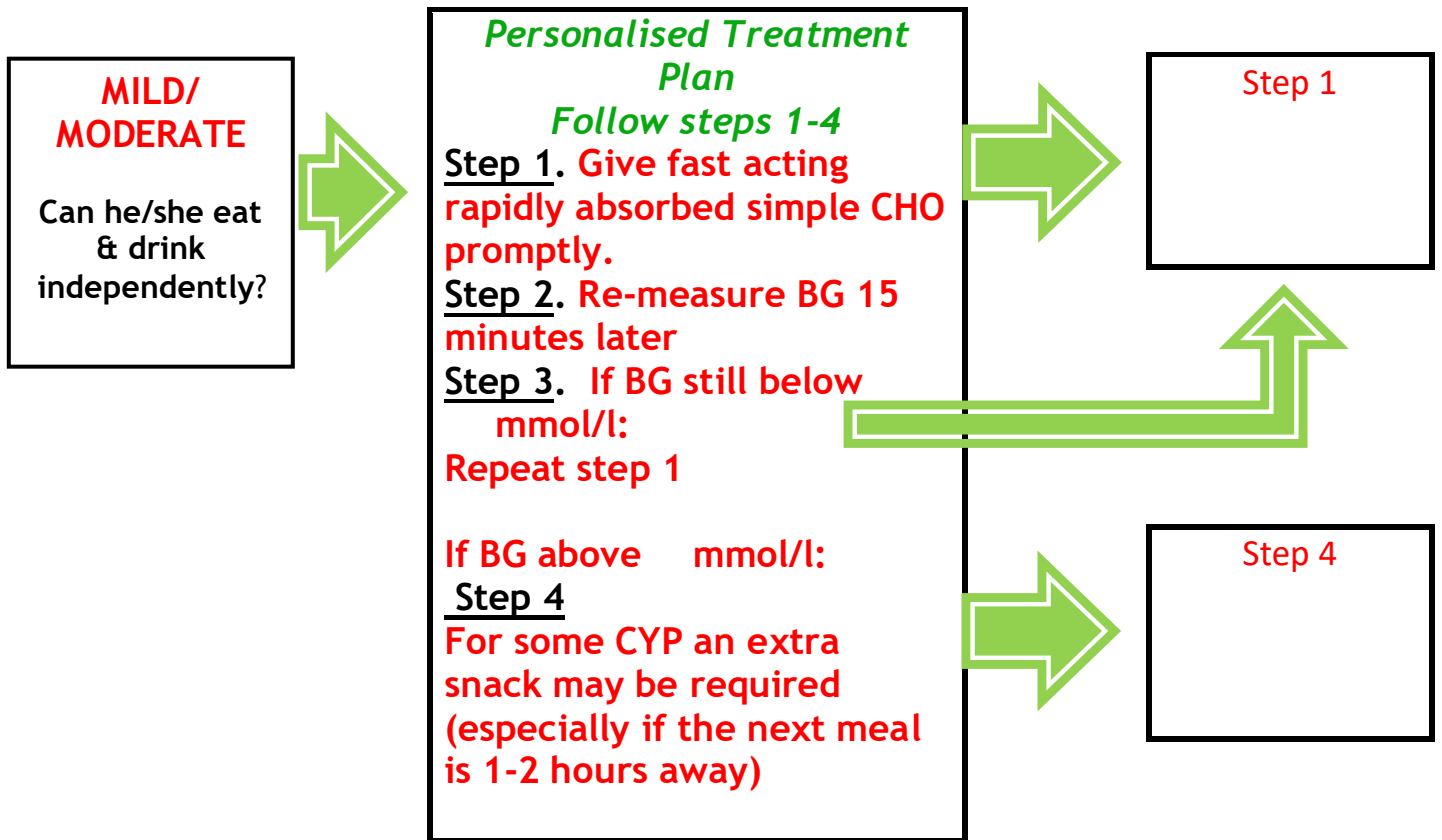 MILD/
MODERATE
Can he/she eat
& drink
independently?
Personalised Treatment
Plan
Follow steps 1-4
Step 1. Give fast acting
rapidly absorbed simple CHO
promptly.
Step 2. Re-measure BG 15
minutes later
Step 3. If BG still below
mmol/l:
Repeat step 1
If BG above mmol/l:
Step 4
For some CYP an extra
snack may be required
(especially if the next meal
is 1-2 hours away)
Step 1
Step 4